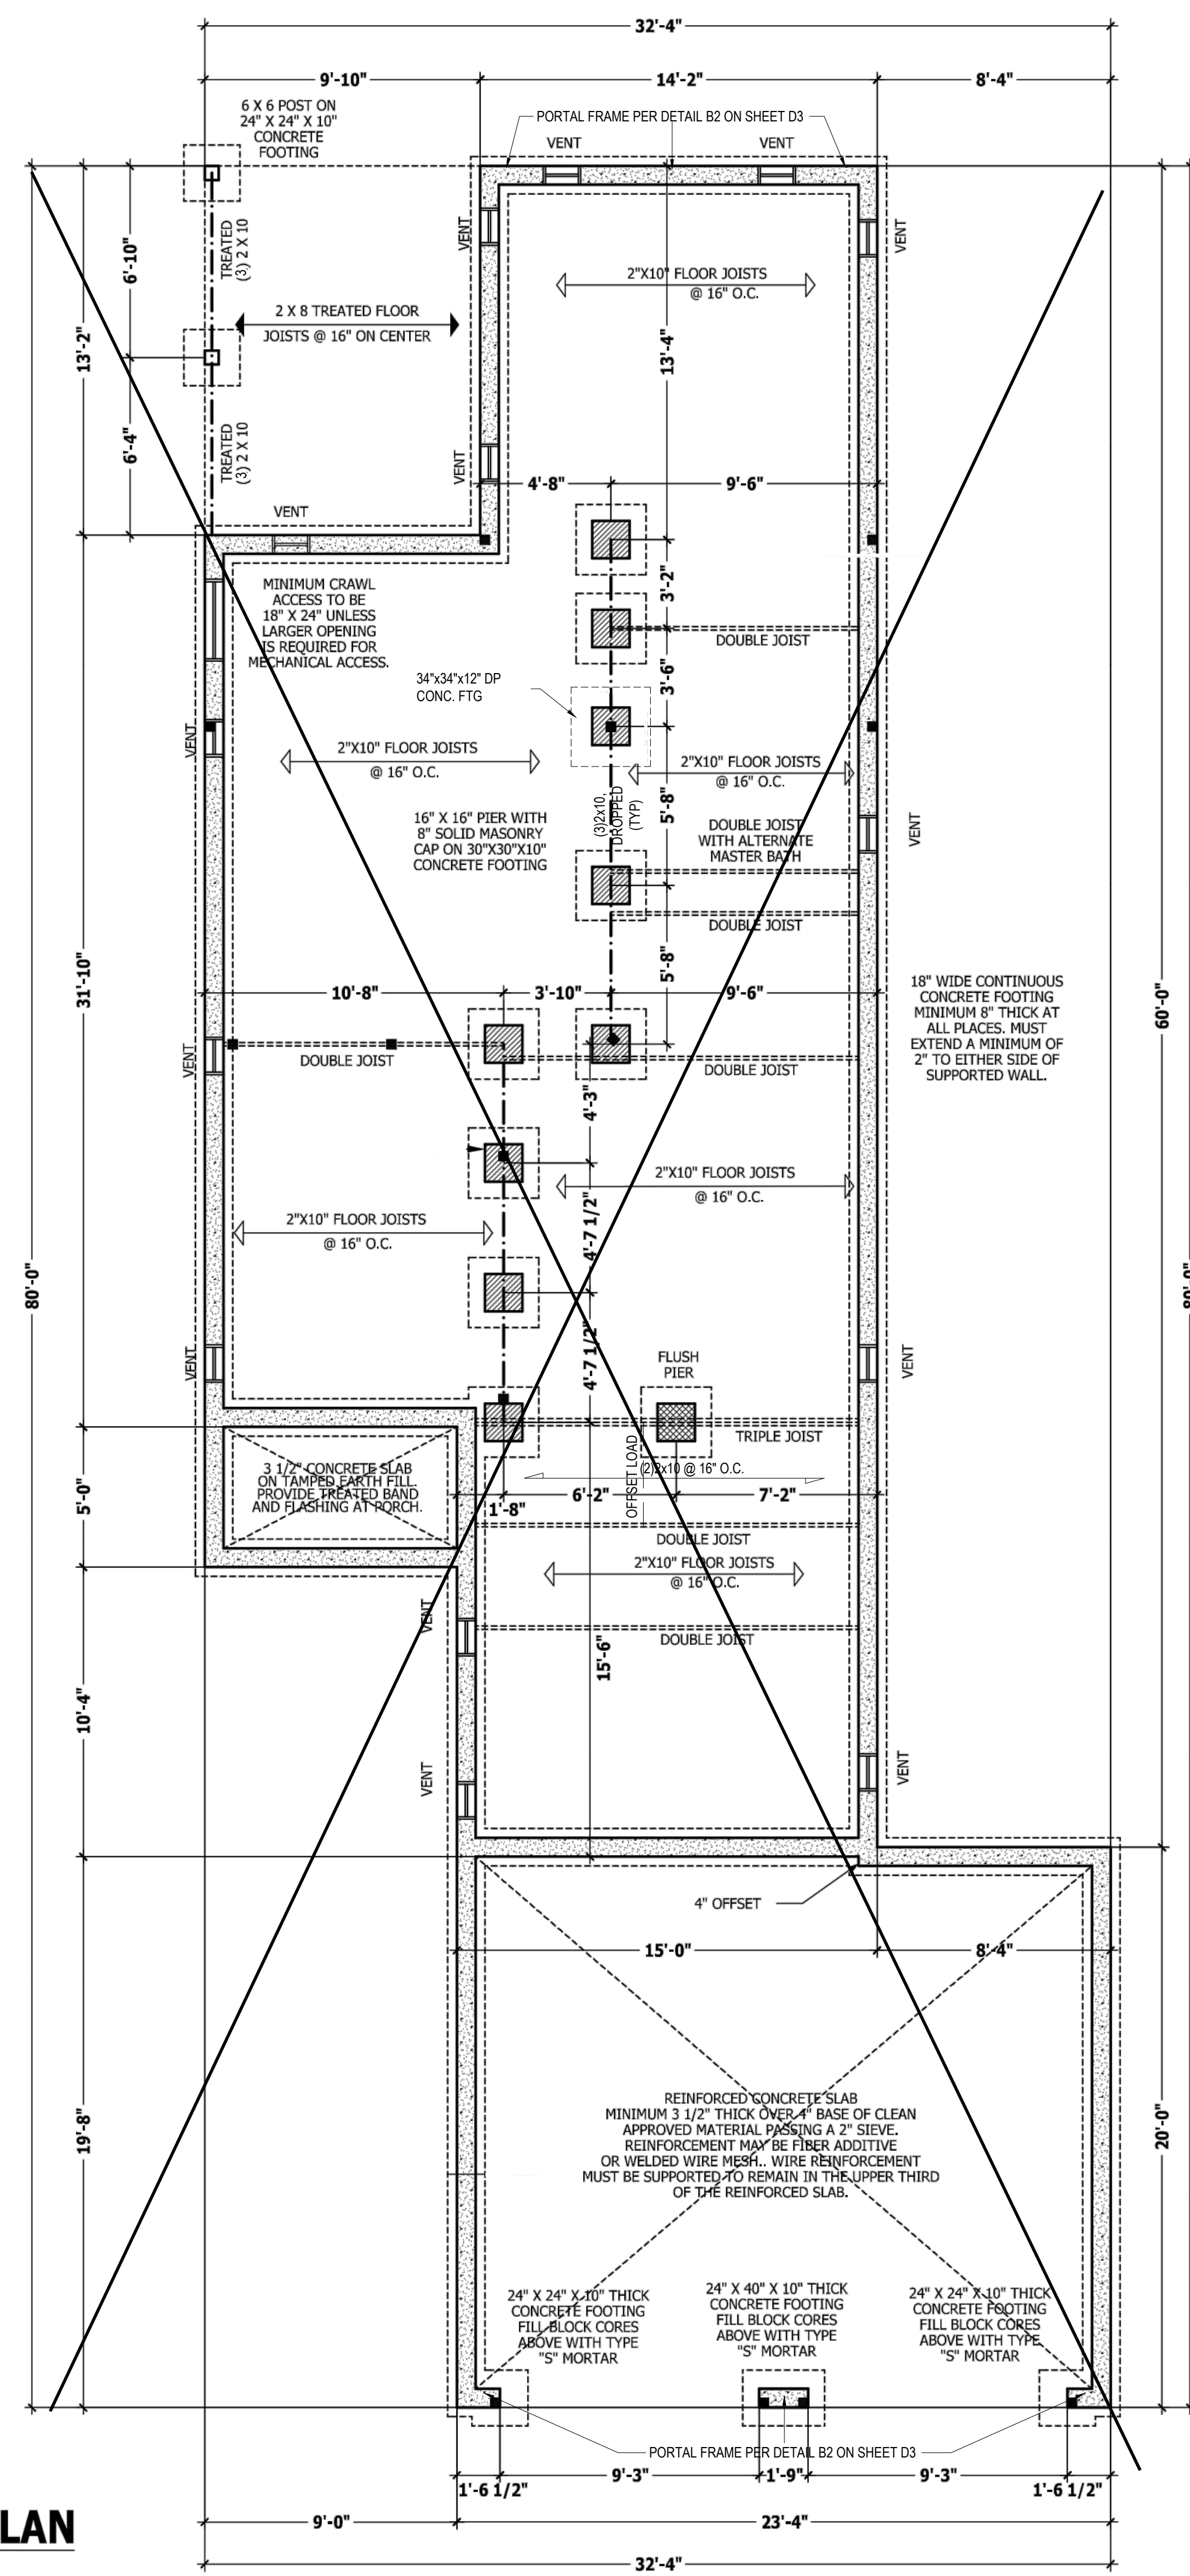 32'-4"
9'-10"
14'-2"
8'-4"
6 X 6 POST ON
24" X 24" X 10"
CONCRETE
FOOTING
PORTAL FRAME PER DETAIL B2 ON SHEET D3
VENT
VENT
6'-10"
TREATED
(3) 2 X 10
VENT
VENT
2"X10" FLOOR JOISTS
@ 16" O.C.
2 X 8 TREATED FLOOR
JOISTS @ 16" ON CENTER
13'-2"
13'-4"
6'-4"
TREATED
(3) 2 X 10
VENT
4'-8"
9'-6"
VENT
MINIMUM CRAWL
ACCESS TO BE
18" X 24" UNLESS
LARGER OPENING
IS REQUIRED FOR
MECHANICAL ACCESS.
3'-2"
DOUBLE JOIST
34"x34"x12" DP
CONC. FTG
3'-6"
VENT
2"X10" FLOOR JOISTS
@ 16" O.C.
2"X10" FLOOR JOISTS
@ 16" O.C.
16" X 16" PIER WITH
8" SOLID MASONRY
CAP ON 30"X30"X10"
CONCRETE FOOTING
(3)2x10,
DROPPED
(TYP)
5'-8"
DOUBLE JOIST
WITH ALTERNATE
MASTER BATH
VENT
DOUBLE JOIST
5'-8"
31'-10"
10'-8"
3'-10"
9'-6"
18" WIDE CONTINUOUS
CONCRETE FOOTING
MINIMUM 8" THICK AT
ALL PLACES. MUST
EXTEND A MINIMUM OF
2" TO EITHER SIDE OF
SUPPORTED WALL.
60'-0"
VENT
DOUBLE JOIST
DOUBLE JOIST
4'-3"
2"X10" FLOOR JOISTS
@ 16" O.C.
2"X10" FLOOR JOISTS
@ 16" O.C.
4'-7 1/2"
80'-0"
80'-0"
4'-7 1/2"
VENT
FLUSH
PIER
VENT
TRIPLE JOIST
OFFSET LOAD
(2)2x10 @ 16" O.C.
3 1/2" CONCRETE SLAB
ON TAMPED EARTH FILL.
PROVIDE TREATED BAND
AND FLASHING AT PORCH.
5'-0"
1'-8"
6'-2"
7'-2"
DOUBLE JOIST
2"X10" FLOOR JOISTS
@ 16" O.C.
VENT
DOUBLE JOIST
15'-6"
10'-4"
VENT
VENT
4" OFFSET
15'-0"
8'-4"
REINFORCED CONCRETE SLAB
MINIMUM 3 1/2" THICK OVER 4" BASE OF CLEAN
APPROVED MATERIAL PASSING A 2" SIEVE.
REINFORCEMENT MAY BE FIBER ADDITIVE
OR WELDED WIRE MESH.. WIRE REINFORCEMENT
MUST BE SUPPORTED TO REMAIN IN THE UPPER THIRD
OF THE REINFORCED SLAB.
19'-8"
20'-0"
24" X 24" X 10" THICK
CONCRETE FOOTING
FILL BLOCK CORES
ABOVE WITH TYPE
"S" MORTAR
24" X 40" X 10" THICK
CONCRETE FOOTING
FILL BLOCK CORES
ABOVE WITH TYPE
"S" MORTAR
24" X 24" X 10" THICK
CONCRETE FOOTING
FILL BLOCK CORES
ABOVE WITH TYPE
"S" MORTAR
PORTAL FRAME PER DETAIL B2 ON SHEET D3
1'-6 1/2"
9'-3"
1'-9"
9'-3"
1'-6 1/2"
9'-0"
23'-4"
32'-4"
LAN